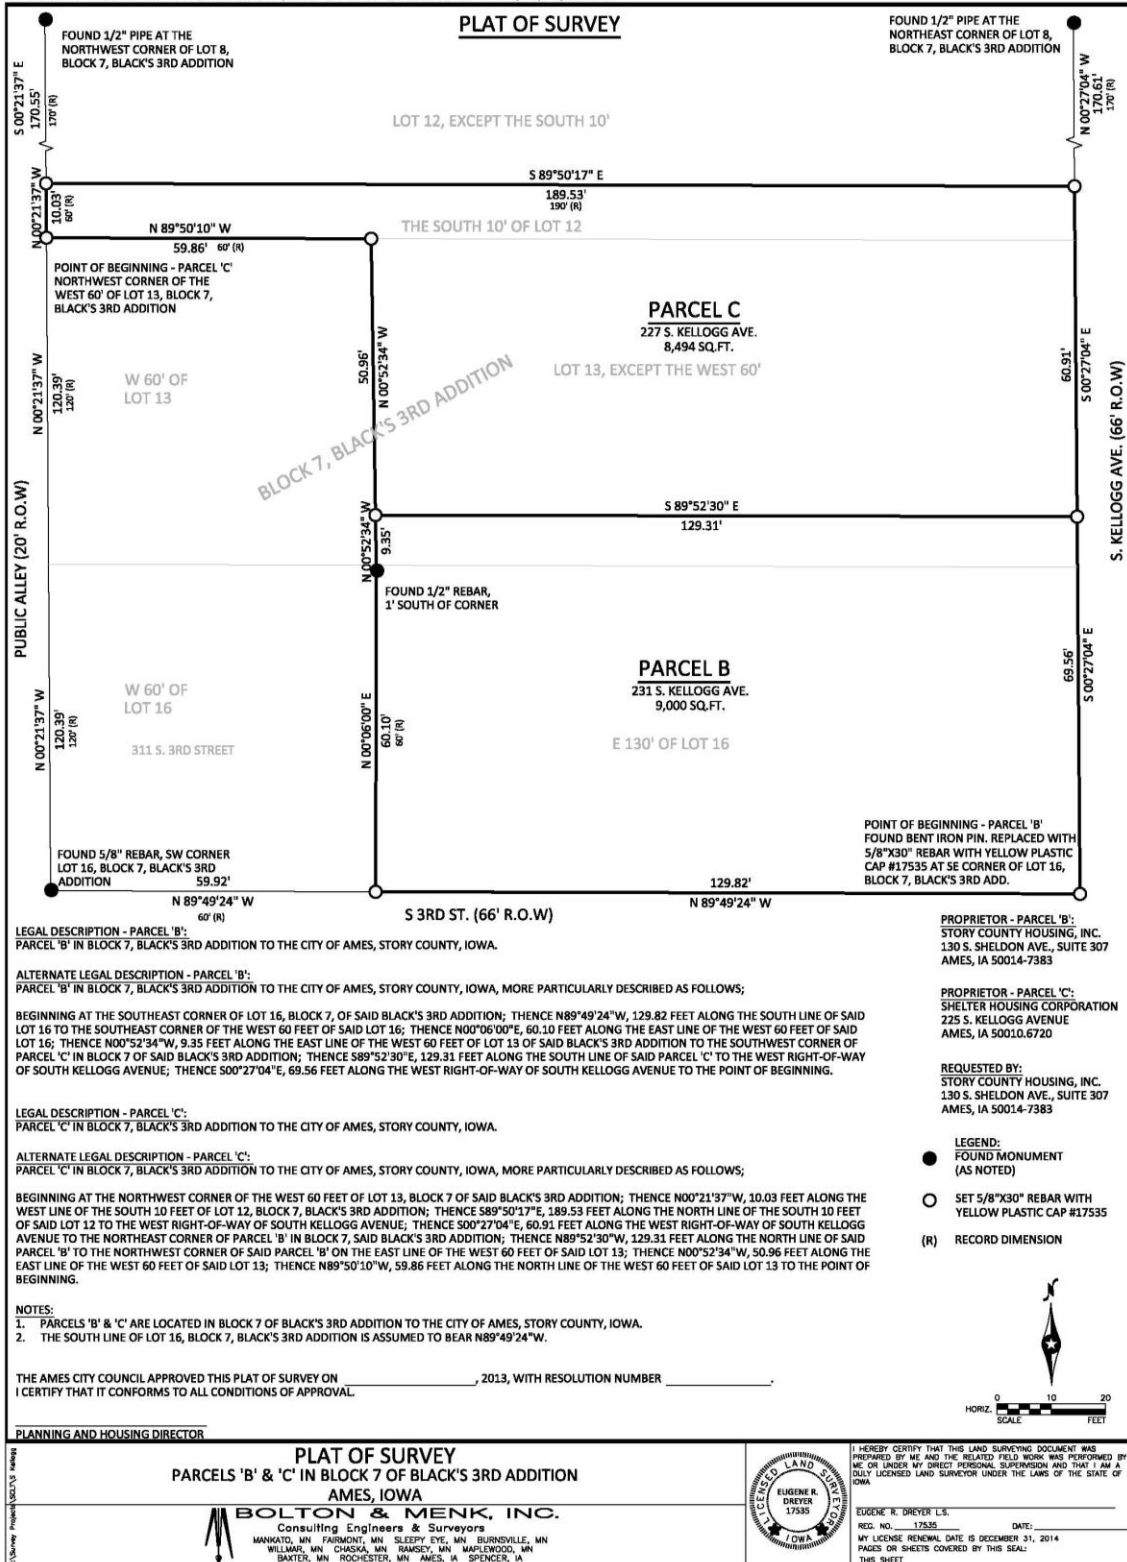 PLAT OF SURVEY
FOUND 1/2" PIPE AT THE
NORTHWEST CORNER OF LOT 8,
BLOCK 7, BLACK'S 3RD ADDITION
FOUND 1/2" PIPE AT THE
NORTHEAST CORNER OF LOT 8,
BLOCK 7, BLACK'S 3RD ADDITION
S 00°21'37" E
170.55'
170' (R)
N 00°27'04" W
170.61'
170' (R)
LOT 12, EXCEPT THE SOUTH 10'
S 89°50'17" E
189.53'
190' (R)
N 00°21'37" W
10.03'
60' (R)
THE SOUTH 10' OF LOT 12
N 89°50'10" W
59.86' 60' (R)
POINT OF BEGINNING - PARCEL 'C'
NORTHWEST CORNER OF THE
WEST 60' OF LOT 13, BLOCK 7,
BLACK'S 3RD ADDITION
PARCEL C
227 S. KELLOGG AVE.
8,494 SQ.FT.
LOT 13, EXCEPT THE WEST 60'
50.96'
N 00°52'34" W
60.91'
S 00°27'04" E
N 00°21'37" W
120.39'
120' (R)
W 60' OF
LOT 13
BLOCK 7, BLACK'S 3RD ADDITION
S. KELLOGG AVE. (66' R.O.W)
PUBLIC ALLEY (20' R.O.W)
S 89°52'30" E
129.31'
N 00°52'34" W
9.35'
FOUND 1/2" REBAR,
1' SOUTH OF CORNER
PARCEL B
231 S. KELLOGG AVE.
9,000 SQ.FT.
E 130' OF LOT 16
69.56'
S 00°27'04" E
N 00°21'37" W
120.39'
120' (R)
W 60' OF
LOT 16
311 S. 3RD STREET
N 00°06'00" E
60.10'
60' (R)
POINT OF BEGINNING - PARCEL 'B'
FOUND BENT IRON PIN. REPLACED WITH
5/8"X30" REBAR WITH YELLOW PLASTIC
CAP #17535 AT SE CORNER OF LOT 16,
BLOCK 7, BLACK'S 3RD ADD.
FOUND 5/8" REBAR, SW CORNER
LOT 16, BLOCK 7, BLACK'S 3RD
ADDITION
59.92'
N 89°49'24" W
60' (R)
129.82'
N 89°49'24" W
S 3RD ST. (66' R.O.W)
LEGAL DESCRIPTION - PARCEL 'B':
PARCEL 'B' IN BLOCK 7, BLACK'S 3RD ADDITION TO THE CITY OF AMES, STORY COUNTY, IOWA.
ALTERNATE LEGAL DESCRIPTION - PARCEL 'B':
PARCEL 'B' IN BLOCK 7, BLACK'S 3RD ADDITION TO THE CITY OF AMES, STORY COUNTY, IOWA, MORE PARTICULARLY DESCRIBED AS FOLLOWS;
BEGINNING AT THE SOUTHEAST CORNER OF LOT 16, BLOCK 7, OF SAID BLACK'S 3RD ADDITION; THENCE N89°49'24"W, 129.82 FEET ALONG THE SOUTH LINE OF SAID
LOT 16 TO THE SOUTHEAST CORNER OF THE WEST 60 FEET OF SAID LOT 16; THENCE N00°06'00"E, 60.10 FEET ALONG THE EAST LINE OF THE WEST 60 FEET OF SAID
LOT 16; THENCE N00°52'34"W, 9.35 FEET ALONG THE EAST LINE OF THE WEST 60 FEET OF LOT 13 OF SAID BLACK'S 3RD ADDITION TO THE SOUTHWEST CORNER OF
PARCEL 'C' IN BLOCK 7 OF SAID BLACK'S 3RD ADDITION; THENCE S89°52'30"E, 129.31 FEET ALONG THE SOUTH LINE OF SAID PARCEL 'C' TO THE WEST RIGHT-OF-WAY
OF SOUTH KELLOGG AVENUE; THENCE S00°27'04"E, 69.56 FEET ALONG THE WEST RIGHT-OF-WAY OF SOUTH KELLOGG AVENUE TO THE POINT OF BEGINNING.
LEGAL DESCRIPTION - PARCEL 'C':
PARCEL 'C' IN BLOCK 7, BLACK'S 3RD ADDITION TO THE CITY OF AMES, STORY COUNTY, IOWA.
ALTERNATE LEGAL DESCRIPTION - PARCEL 'C':
PARCEL 'C' IN BLOCK 7, BLACK'S 3RD ADDITION TO THE CITY OF AMES, STORY COUNTY, IOWA, MORE PARTICULARLY DESCRIBED AS FOLLOWS;
BEGINNING AT THE NORTHWEST CORNER OF THE WEST 60 FEET OF LOT 13, BLOCK 7 OF SAID BLACK'S 3RD ADDITION; THENCE N00°21'37"W, 10.03 FEET ALONG THE
WEST LINE OF THE SOUTH 10 FEET OF LOT 12, BLOCK 7, BLACK'S 3RD ADDITION; THENCE S89°50'17"E, 189.53 FEET ALONG THE NORTH LINE OF THE SOUTH 10 FEET
OF SAID LOT 12 TO THE WEST RIGHT-OF-WAY OF SOUTH KELLOGG AVENUE; THENCE S00°27'04"E, 60.91 FEET ALONG THE WEST RIGHT-OF-WAY OF SOUTH KELLOGG
AVENUE TO THE NORTHEAST CORNER OF PARCEL 'B' IN BLOCK 7, SAID BLACK'S 3RD ADDITION; THENCE N89°52'30"W, 129.31 FEET ALONG THE NORTH LINE OF SAID
PARCEL 'B' TO THE NORTHWEST CORNER OF SAID PARCEL 'B' ON THE EAST LINE OF THE WEST 60 FEET OF SAID LOT 13; THENCE N00°52'34"W, 50.96 FEET ALONG THE
EAST LINE OF THE WEST 60 FEET OF SAID LOT 13; THENCE N89°50'10"W, 59.86 FEET ALONG THE NORTH LINE OF THE WEST 60 FEET OF SAID LOT 13 TO THE POINT OF
BEGINNING.
NOTES:
1. PARCELS 'B' & 'C' ARE LOCATED IN BLOCK 7 OF BLACK'S 3RD ADDITION TO THE CITY OF AMES, STORY COUNTY, IOWA.
2. THE SOUTH LINE OF LOT 16, BLOCK 7, BLACK'S 3RD ADDITION IS ASSUMED TO BEAR N89°49'24"W.
THE AMES CITY COUNCIL APPROVED THIS PLAT OF SURVEY ON ____________________, 2013, WITH RESOLUTION NUMBER ________________.
I CERTIFY THAT IT CONFORMS TO ALL CONDITIONS OF APPROVAL.
PLANNING AND HOUSING DIRECTOR
PROPRIETOR - PARCEL 'B':
STORY COUNTY HOUSING, INC.
130 S. SHELDON AVE., SUITE 307
AMES, IA 50014-7383
PROPRIETOR - PARCEL 'C':
SHELTER HOUSING CORPORATION
225 S. KELLOGG AVENUE
AMES, IA 50010.6720
REQUESTED BY:
STORY COUNTY HOUSING, INC.
130 S. SHELDON AVE., SUITE 307
AMES, IA 50014-7383
LEGEND:
FOUND MONUMENT
(AS NOTED)
SET 5/8"X30" REBAR WITH
YELLOW PLASTIC CAP #17535
(R) RECORD DIMENSION
N
0 10 20
HORIZ.
SCALE FEET
PLAT OF SURVEY
PARCELS 'B' & 'C' IN BLOCK 7 OF BLACK'S 3RD ADDITION
AMES, IOWA
BOLTON & MENK, INC.
Consulting Engineers & Surveyors
MANKATO, MN FAIRMONT, MN SLEEPY EYE, MN BURNSVILLE, MN
WILLMAR, MN CHASKA, MN RAMSEY, MN MAPLEWOOD, MN
BAXTER, MN ROCHESTER, MN AMES, IA SPENCER, IA
LICENSED LAND SURVEYOR
EUGENE R.
DREYER
17535
IOWA
I HEREBY CERTIFY THAT THIS LAND SURVEYING DOCUMENT WAS
PREPARED BY ME AND THE RELATED FIELD WORK WAS PERFORMED BY
ME OR UNDER MY DIRECT PERSONAL SUPERVISION AND THAT I AM A
DULY LICENSED LAND SURVEYOR UNDER THE LAWS OF THE STATE OF
IOWA
EUGENE R. DREYER L.S.
REG. NO. 17535 DATE:
MY LICENSE RENEWAL DATE IS DECEMBER 31, 2014
PAGES OR SHEETS COVERED BY THIS SEAL:
THIS SHEET